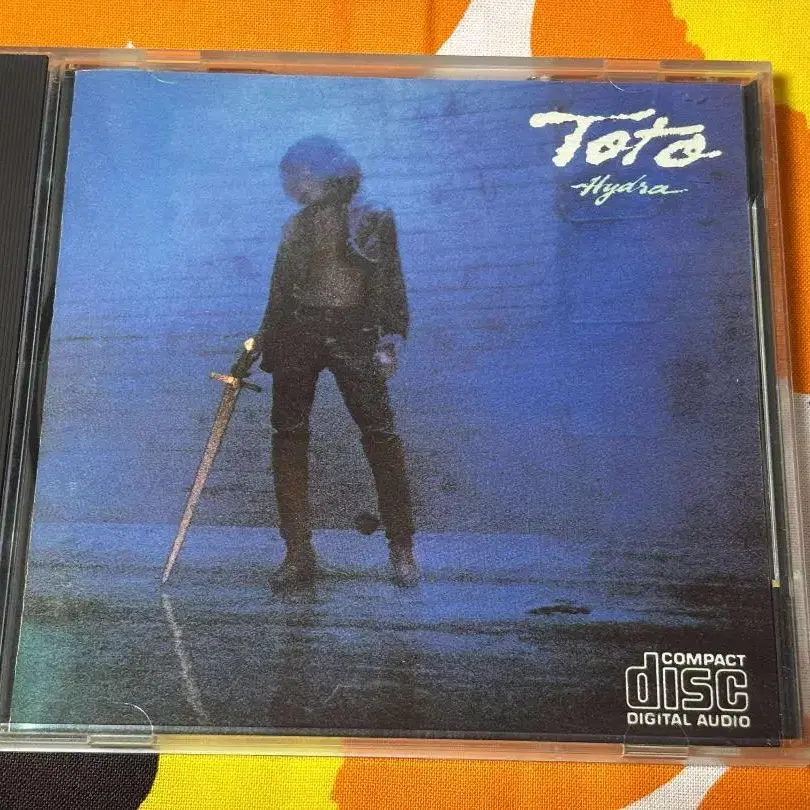 Toto
Hydra
COMPACT
disc
DIGITAL AUDIO